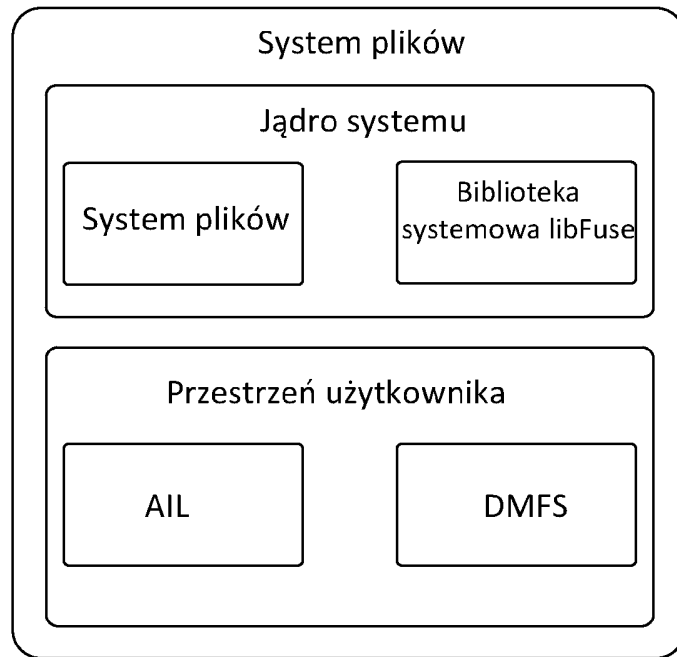 System plików
Jądro systemu
System plików
Biblioteka
systemowa libFuse
Przestrzeń użytkownika
AIL
DMFS